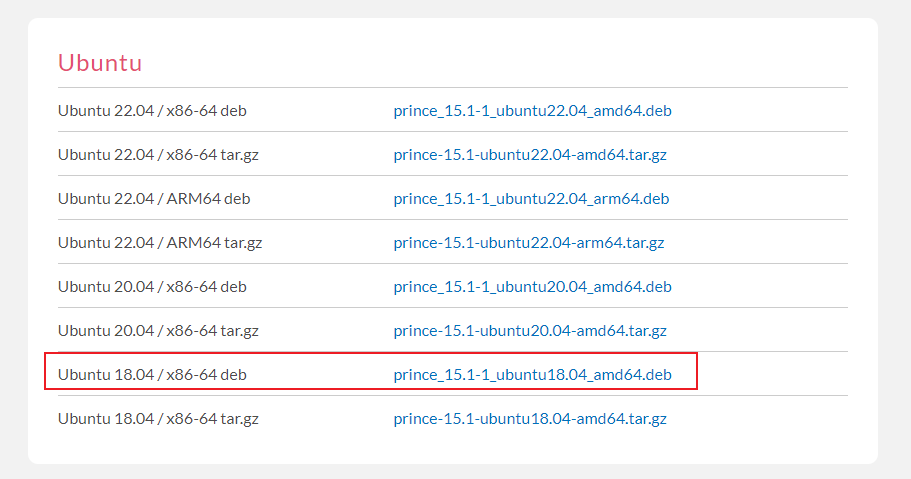 Ubuntu
Ubuntu 22.04 / x86-64 deb prince_15.1-1_ubuntu22.04_amd64.deb
Ubuntu 22.04 / x86-64 tar.gz prince-15.1-ubuntu22.04-amd64.tar.gz
Ubuntu 22.04 / ARM64 deb prince_15.1-1_ubuntu22.04_arm64.deb
Ubuntu 22.04 / ARM64 tar.gz prince-15.1-ubuntu22.04-arm64.tar.gz
Ubuntu 20.04 / x86-64 deb prince_15.1-1_ubuntu20.04_amd64.deb
Ubuntu 20.04 / x86-64 tar.gz prince-15.1-ubuntu20.04-amd64.tar.gz
Ubuntu 18.04 / x86-64 deb prince_15.1-1_ubuntu18.04_amd64.deb
Ubuntu 18.04 / x86-64 tar.gz prince-15.1-ubuntu18.04-amd64.tar.gz